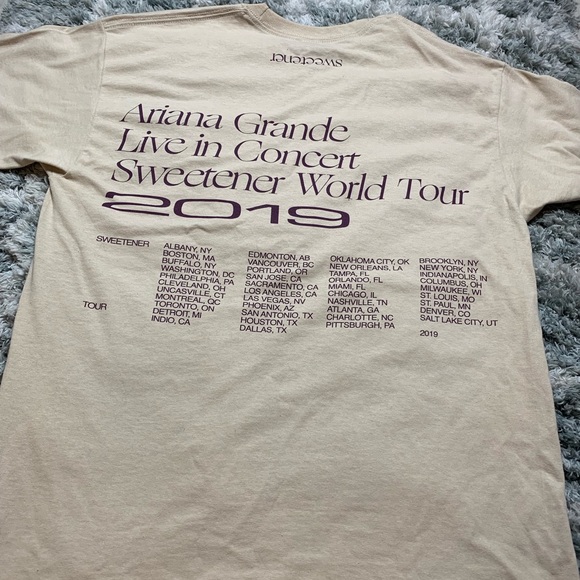 sweetener
Ariana Grande
Live in Concert
Sweetener World Tour
2019
SWEETENER
TOUR
ALBANY, NY
BOSTON, MA
BUFFALO, NY
WASHINGTON, DC
PHILADELPHIA, PA
CLEVELAND, OH
UNCASVILLE, CT
MONTREAL, QC
TORONTO, ON
DETROIT, MI
INDIO, CA
EDMONTON, AB
VANCOUVER, BC
PORTLAND, OR
SAN JOSE, CA
SACRAMENTO, CA
LOS ANGELES, CA
LAS VEGAS, NV
PHOENIX, AZ
SAN ANTONIO, TX
HOUSTON, TX
DALLAS, TX
OKLAHOMA CITY, OK
NEW ORLEANS, LA
TAMPA, FL
ORLANDO, FL
MIAMI, FL
CHICAGO, IL
NASHVILLE, TN
ATLANTA, GA
CHARLOTTE, NC
PITTSBURGH, PA
BROOKLYN, NY
NEW YORK, NY
INDIANAPOLIS, IN
COLUMBUS, OH
MILWAUKEE, WI
ST. LOUIS, MO
ST. PAUL, MN
DENVER, CO
SALT LAKE CITY, UT
2019